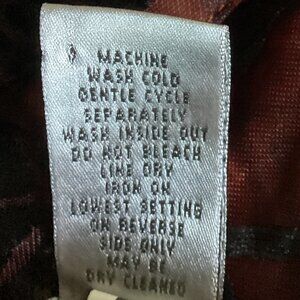 MACHINE
WASH COLD
GENTLE CYCLE
SEPARATELY
WASH INSIDE OUT
DO NOT BLEACH
LINE DRY
IRON ON
LOWEST SETTING
ON REVERSE
SIDE ONLY
MAY BE
DRY CLEANED